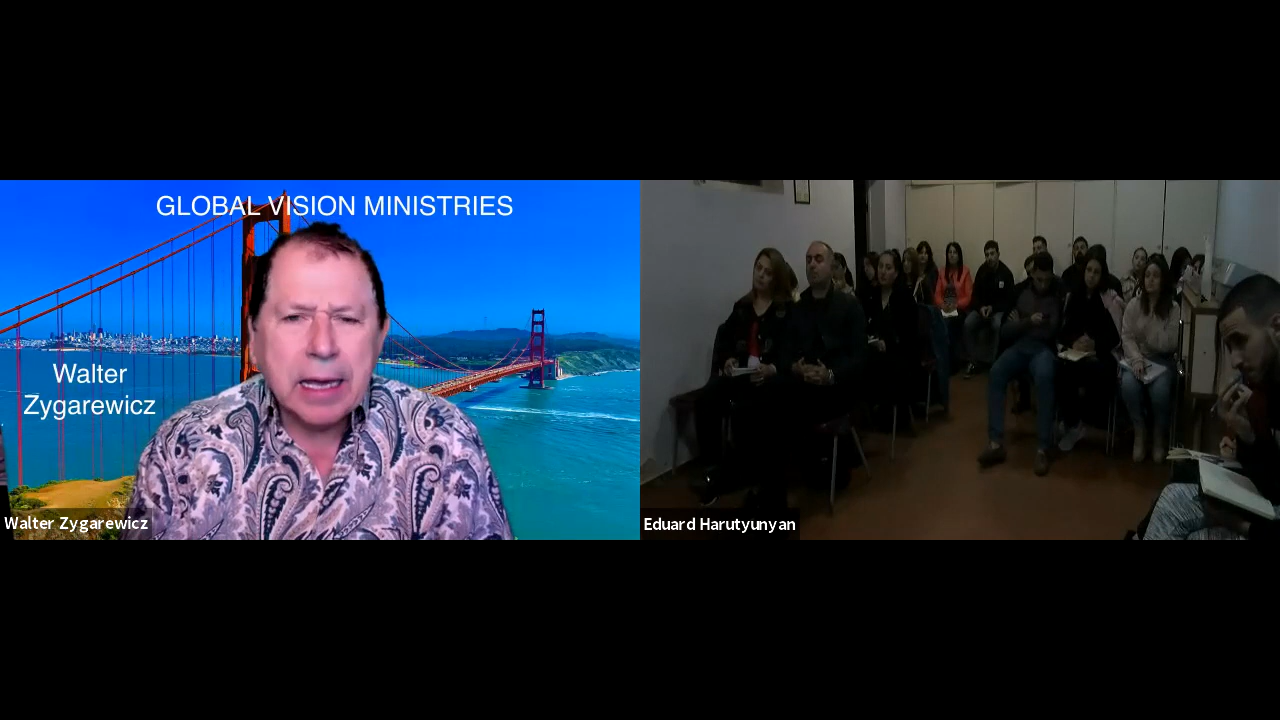 GLOBAL VISION MINISTRIES
Walter
Zygarewicz
Walter Zygarewicz
Eduard Harutyunyan